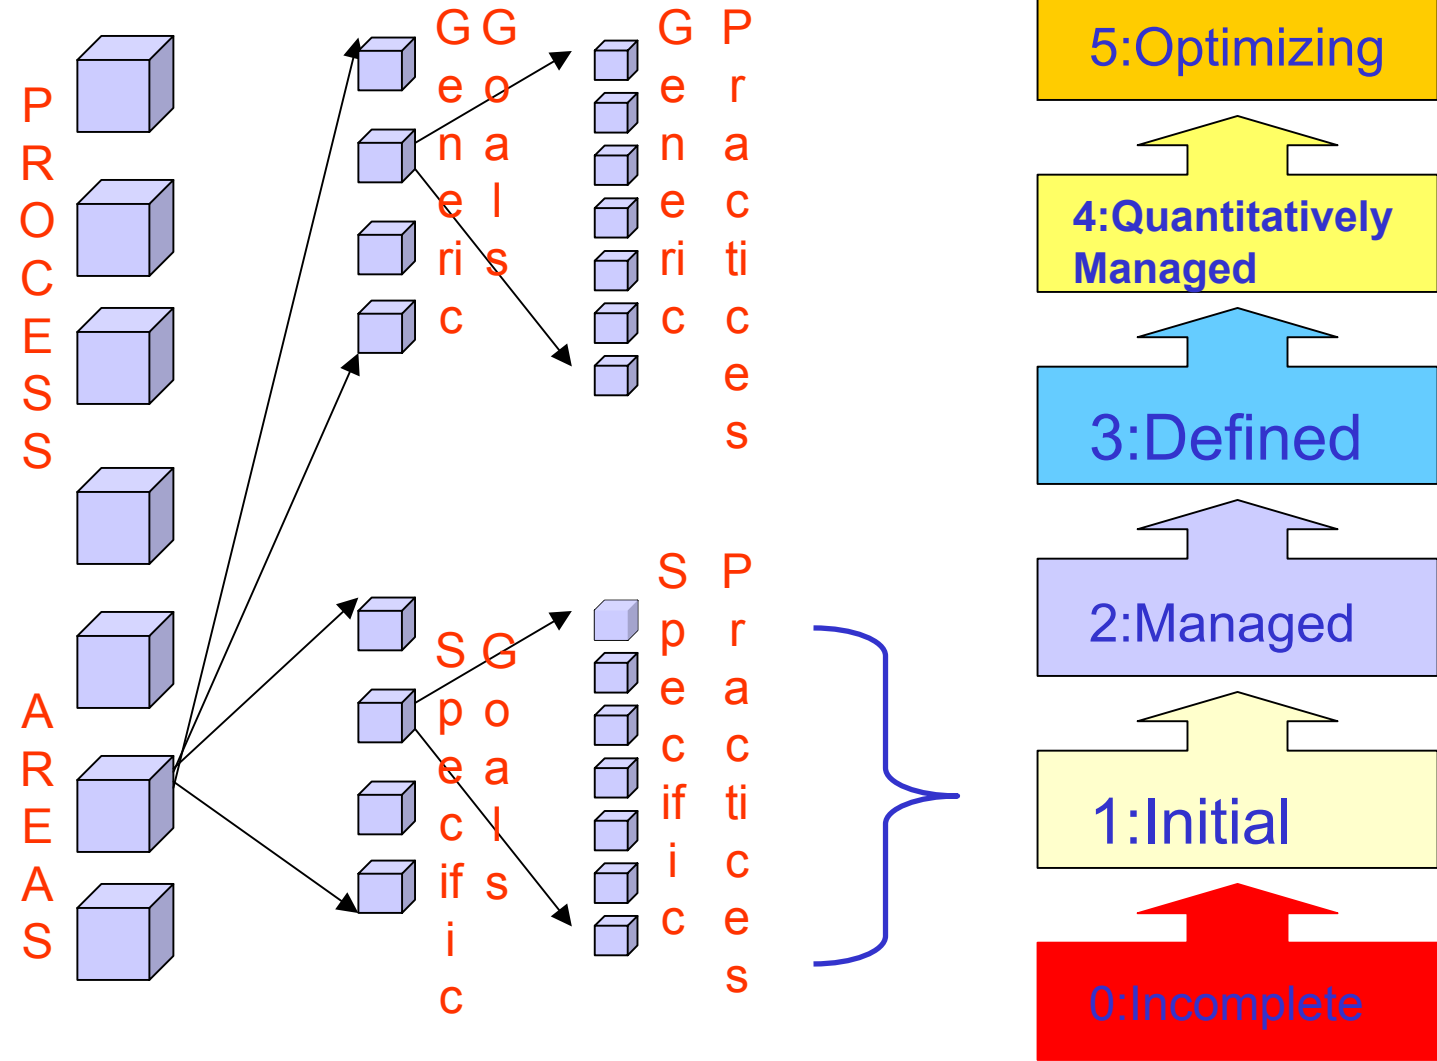 PROCESS
AREAS
Generic
Goals
Generic
Practices
Specific
Goals
Specific
Practices
5:Optimizing
4:Quantitatively
Managed
3:Defined
2:Managed
1:Initial
0:Incomplete